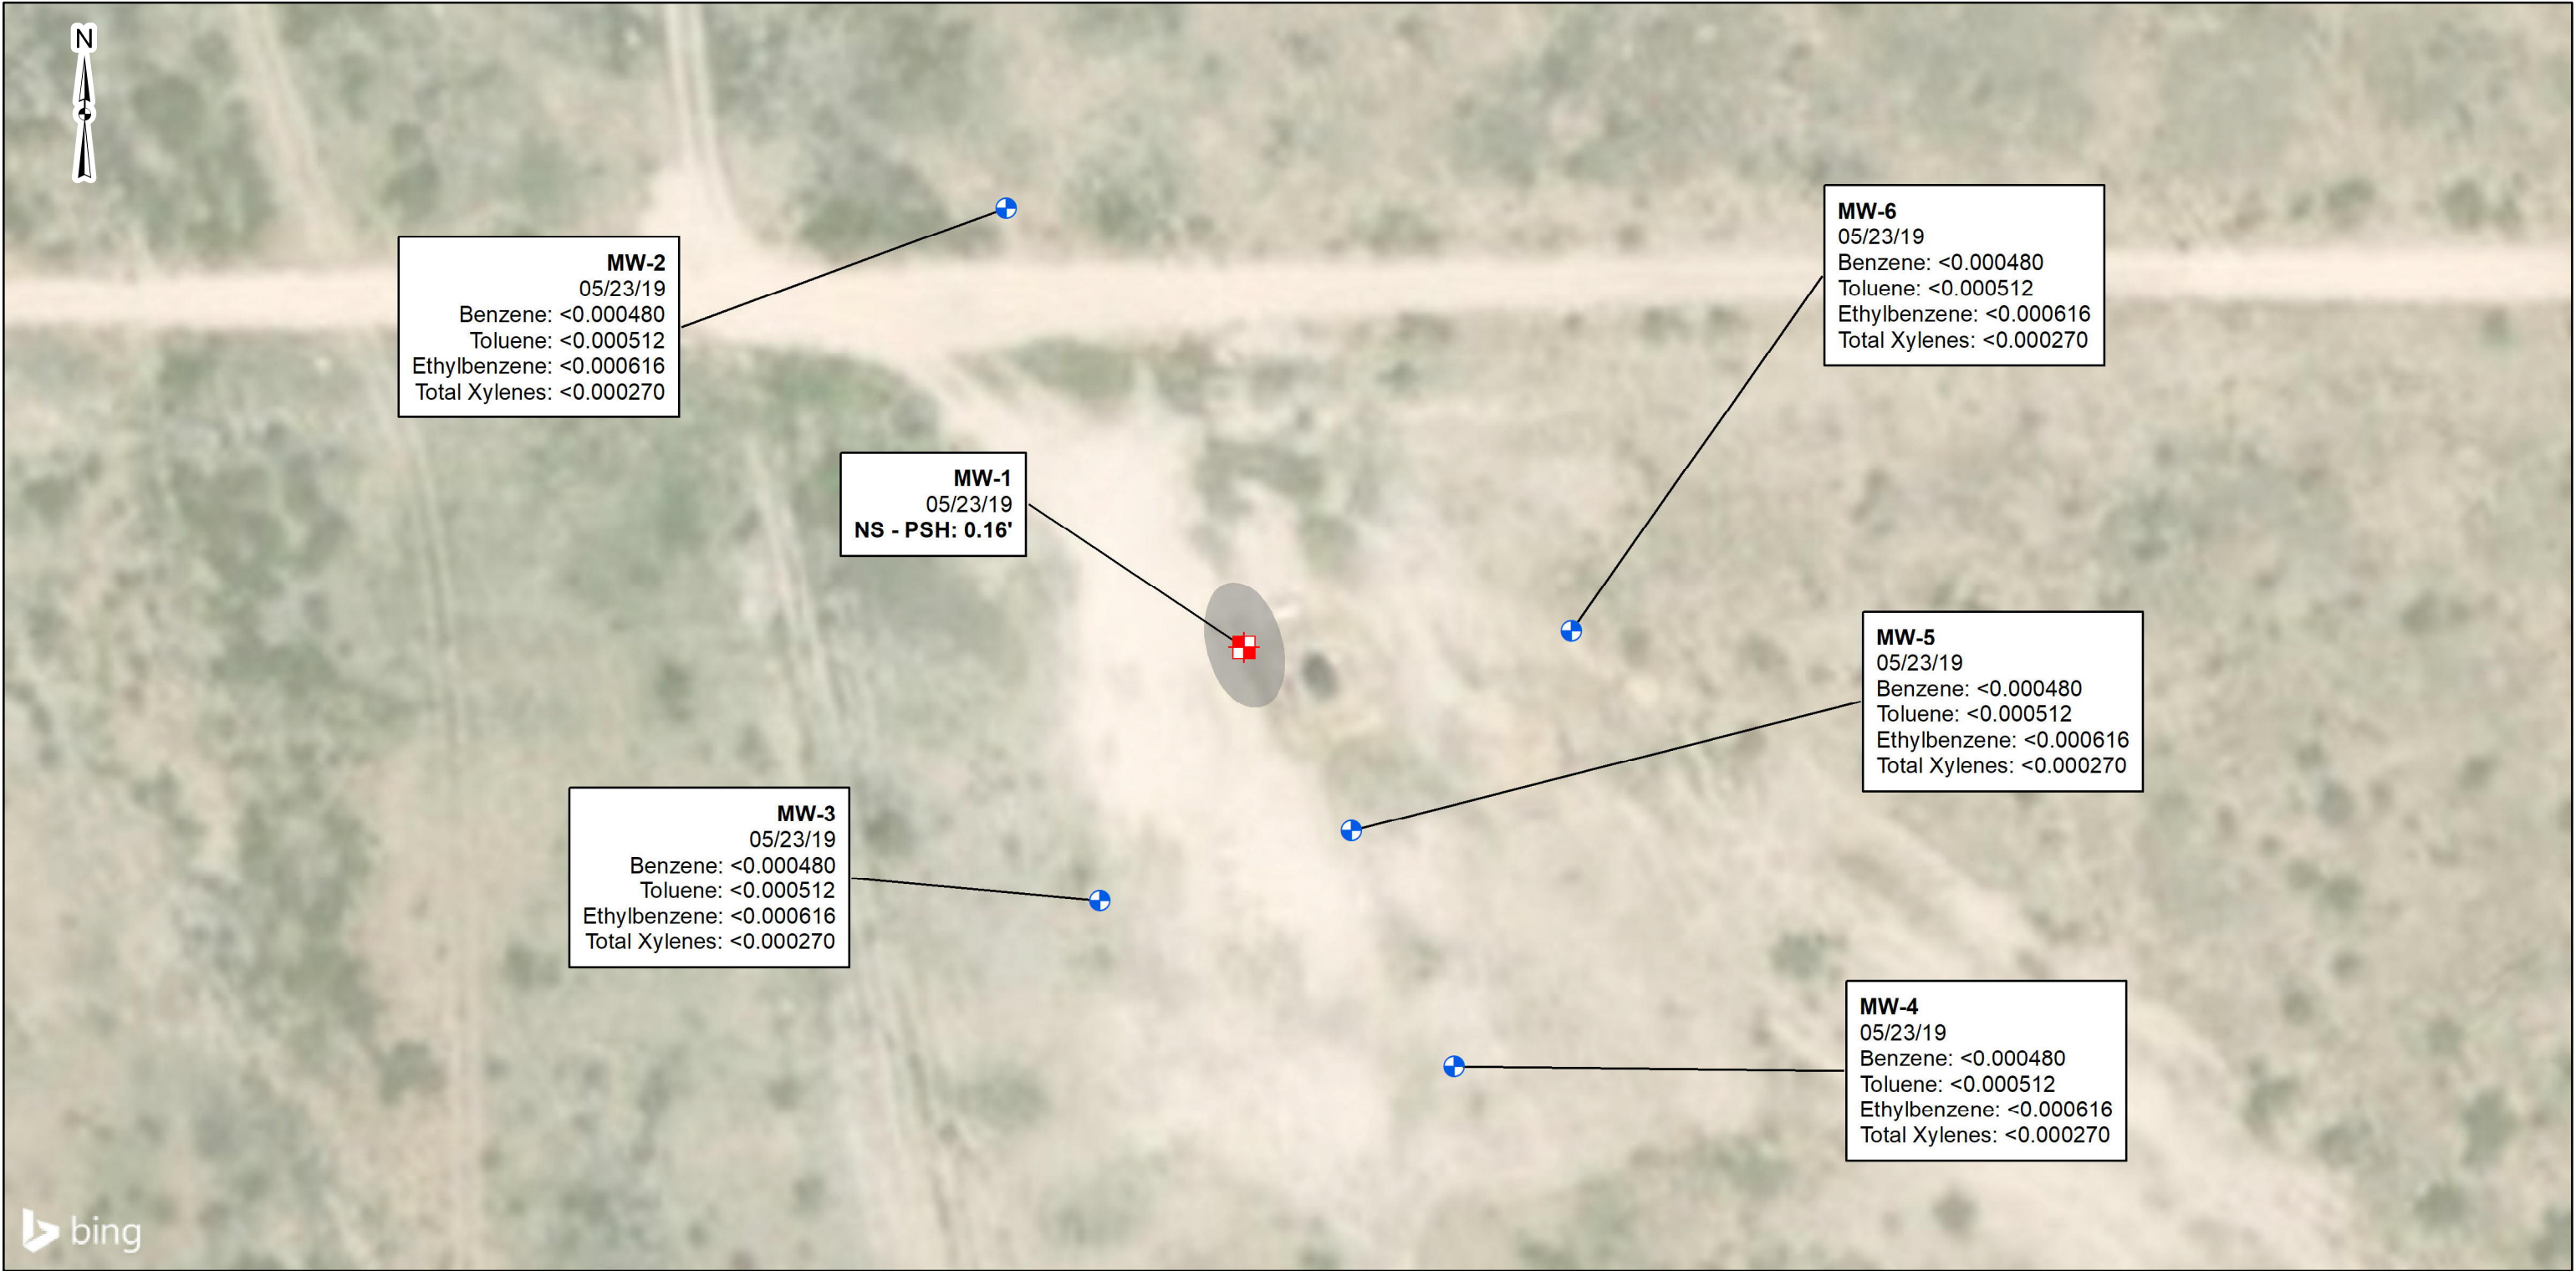 N
MW-2
05/23/19
Benzene: <0.000480
Toluene: <0.000512
Ethylbenzene: <0.000616
Total Xylenes: <0.000270
MW-6
05/23/19
Benzene: <0.000480
Toluene: <0.000512
Ethylbenzene: <0.000616
Total Xylenes: <0.000270
MW-1
05/23/19
NS - PSH: 0.16'
MW-5
05/23/19
Benzene: <0.000480
Toluene: <0.000512
Ethylbenzene: <0.000616
Total Xylenes: <0.000270
MW-3
05/23/19
Benzene: <0.000480
Toluene: <0.000512
Ethylbenzene: <0.000616
Total Xylenes: <0.000270
MW-4
05/23/19
Benzene: <0.000480
Toluene: <0.000512
Ethylbenzene: <0.000616
Total Xylenes: <0.000270
bing